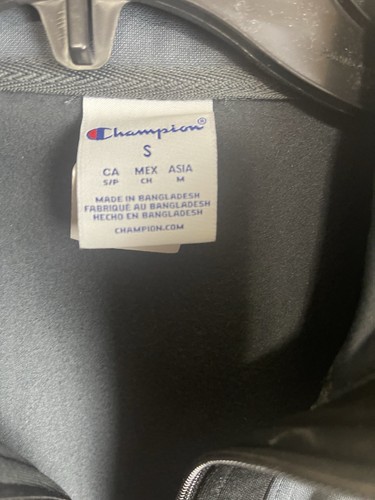 Champion®
S
CA MEX ASIA
S/P CH M
MADE IN BANGLADESH
FABRIQUÉ AU BANGLADESH
HECHO EN BANGLADESH
CHAMPION.COM